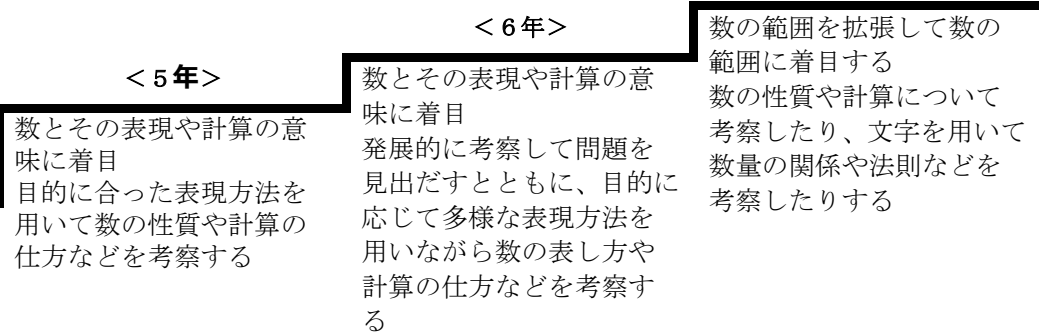 ＜５年＞
数とその表現や計算の意
味に着目
目的に合った表現方法を
用いて数の性質や計算の
仕方などを考察する
＜６年＞
数とその表現や計算の意
味に着目
発展的に考察して問題を
見出だすとともに、目的に
応じて多様な表現方法を
用いながら数の表し方や
計算の仕方などを考察す
る
数の範囲を拡張して数の
範囲に着目する
数の性質や計算について
考察したり、文字を用いて
数量の関係や法則などを
考察したりする